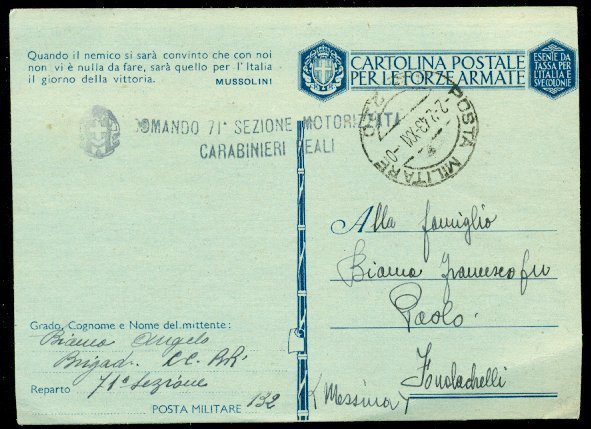 Quando il nemico si sarà convinto che con noi
non vi è nulla da fare, sarà quello per l'Italia
il giorno della vittoria. MUSSOLINI
CARTOLINA POSTALE
PER LE FORZE ARMATE
ESENTE DA
TASSA PER
L'ITALIA E
SUE COLONIE
COMANDO 71ª SEZIONE MOTORIZZATA
CARABINIERI REALI
POSTA MILITARE
Alla famiglia
Bianco Francesco fu
Paolo
(Messina)
Grado, Cognome e Nome del mittente:
Bianco Angelo
Brigad. CC. RR.
Reparto 71ª Sezione
POSTA MILITARE 132